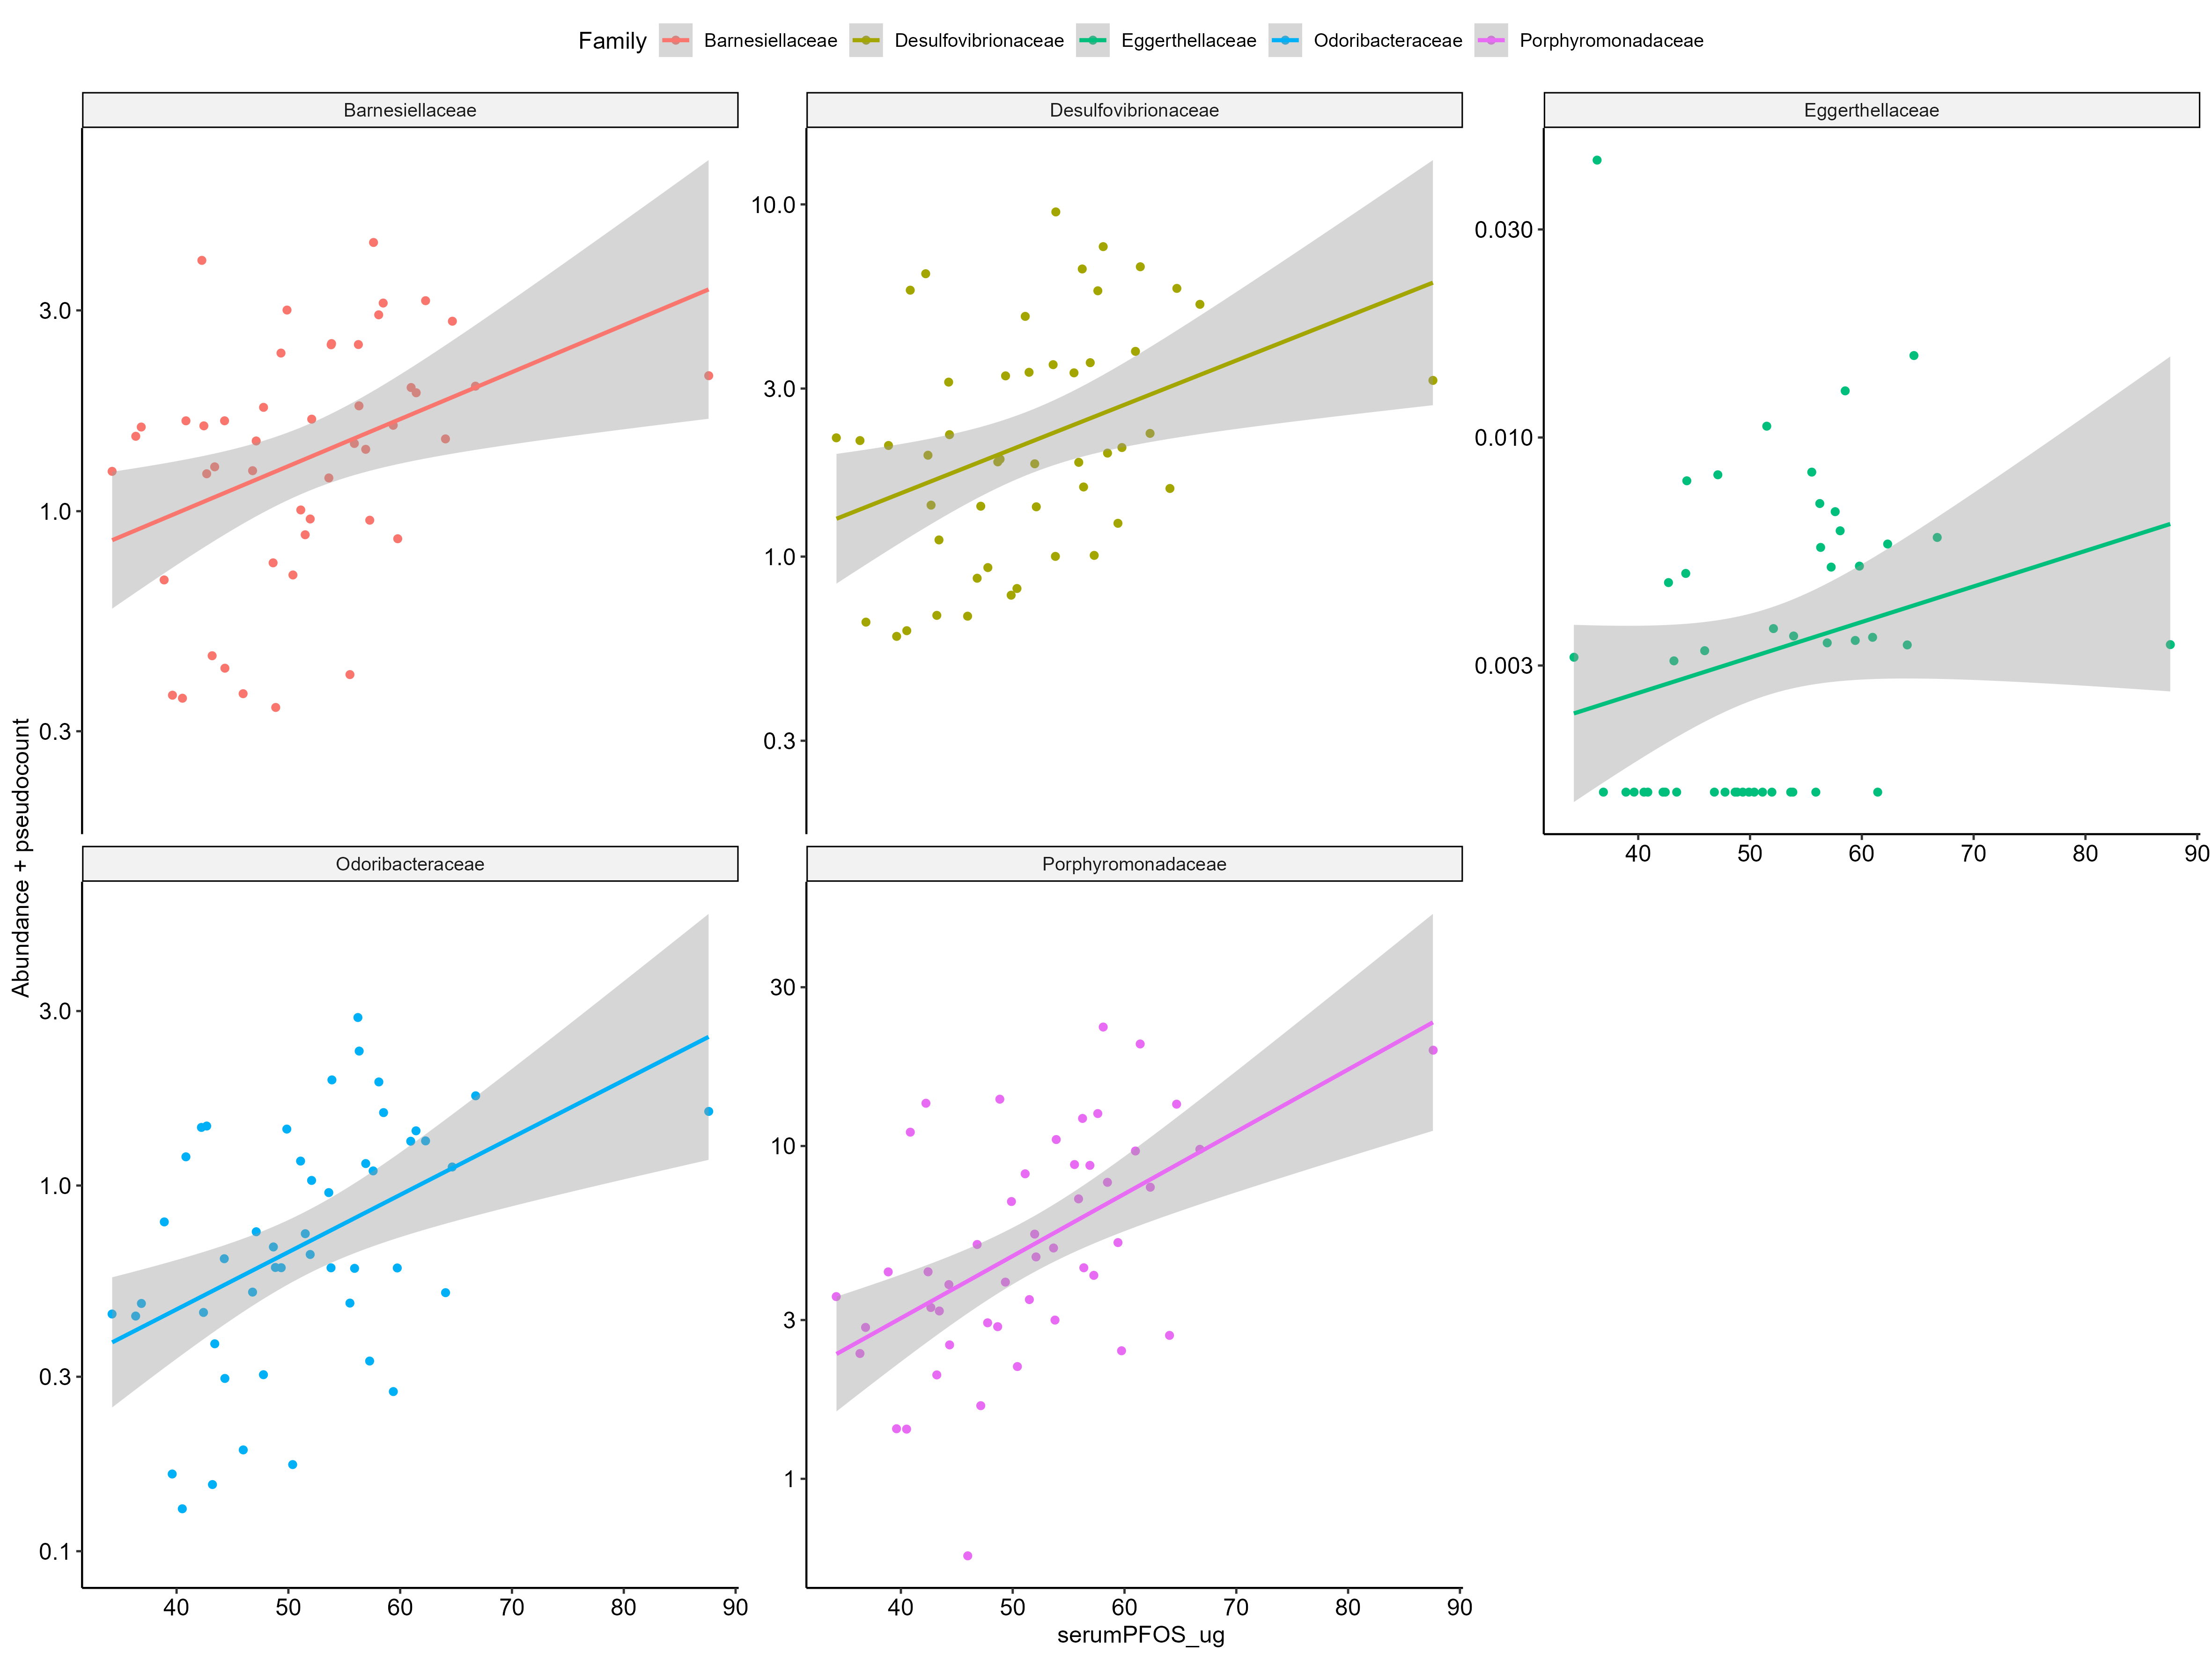 Family Barnesiellaceae Desulfovibrionaceae Eggerthellaceae Odoribacteraceae Porphyromonadaceae
Barnesiellaceae
3.0
1.0
0.3
Desulfovibrionaceae
10.0
3.0
1.0
0.3
Eggerthellaceae
0.030
0.010
0.003
40 50 60 70 80 90
Abundance + pseudocount
Odoribacteraceae
3.0
1.0
0.3
0.1
40 50 60 70 80 90
Porphyromonadaceae
30
10
3
1
40 50 60 70 80 90
serumPFOS_ug